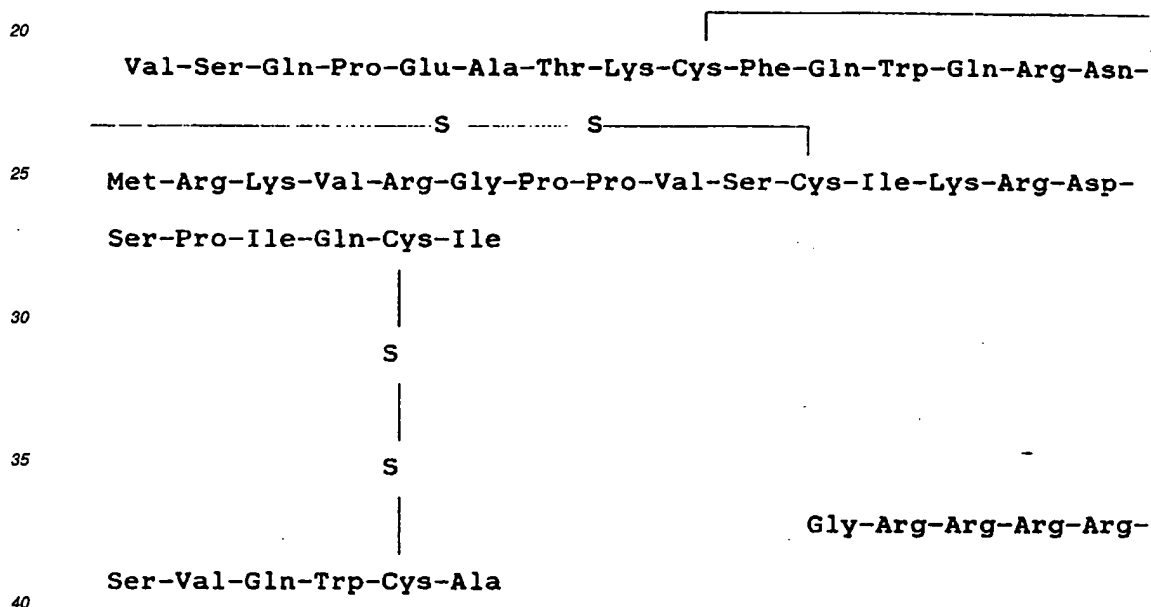 20
Val-Ser-Gln-Pro-Glu-Ala-Thr-Lys-Cys-Phe-Gln-Trp-Gln-Arg-Asn-
S S
25
Met-Arg-Lys-Val-Arg-Gly-Pro-Pro-Val-Ser-Cys-Ile-Lys-Arg-Asp-
Ser-Pro-Ile-Gln-Cys-Ile
30
S
35
S
Gly-Arg-Arg-Arg-Arg-
Ser-Val-Gln-Trp-Cys-Ala
40